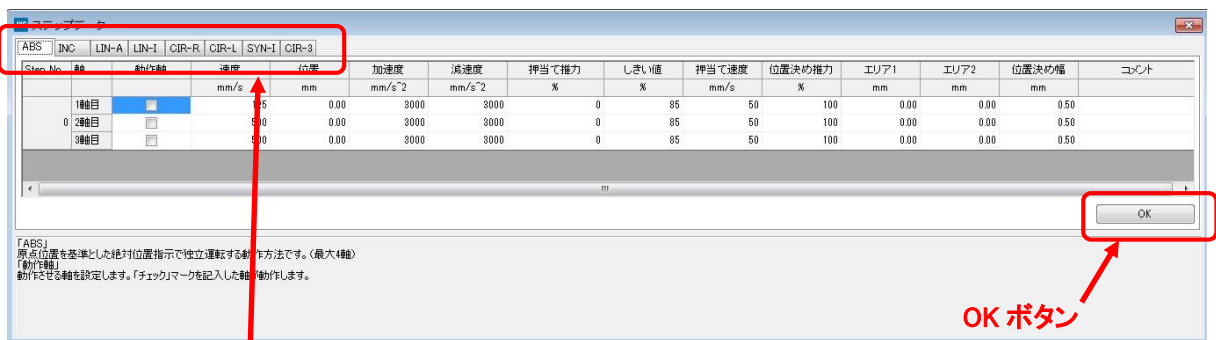 ステップデータ
ABS INC LIN-A LIN-I CIR-R CIR-L SYN-I CIR-3
Step No. 軸 動作軸 速度 位置 加速度 減速度 押当て推力 しきい値 押当て速度 位置決め推力 エリア1 エリア2 位置決め幅 コメント
mm/s mm mm/s^2 mm/s^2 % % mm/s % mm mm mm
1軸目 125 0.00 3000 3000 0 85 50 100 0.00 0.00 0.50
0 2軸目 500 0.00 3000 3000 0 85 50 100 0.00 0.00 0.50
3軸目 500 0.00 3000 3000 0 85 50 100 0.00 0.00 0.50
OK
「ABS」
原点位置を基準とした絶対位置指示で独立運転する動作方法です。(最大4軸)
「動作軸」
動作させる軸を設定します。「チェック」マークを記入した軸が動作します。
OK ボタン